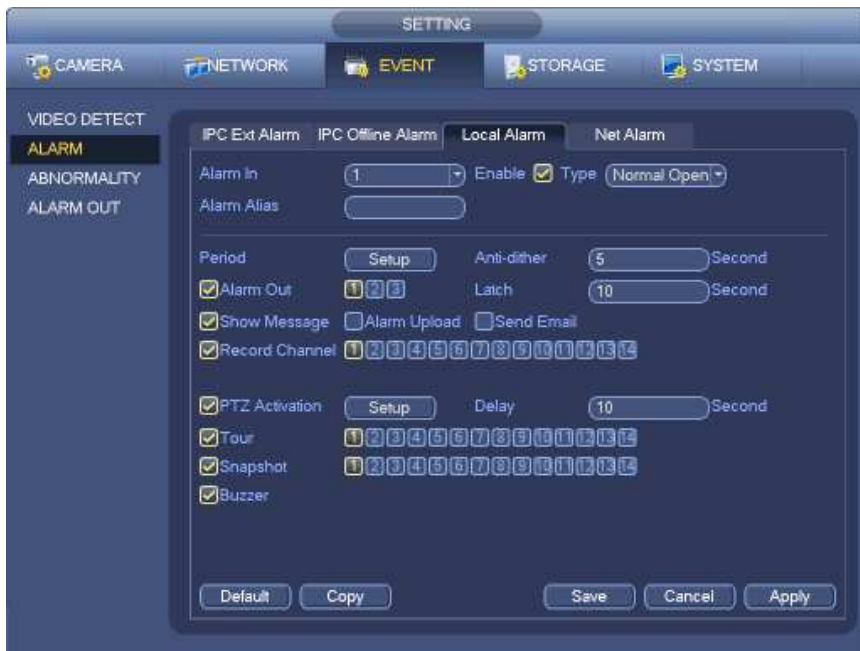 SETTING
CAMERA NETWORK EVENT STORAGE SYSTEM
VIDEO DETECT
ALARM
ABNORMALITY
ALARM OUT
IPC Ext Alarm IPC Offline Alarm Local Alarm Net Alarm
Alarm In 1 Enable Type Normal Open
Alarm Alias
Period Setup Anti-dither 5 Second
Alarm Out 1 2 3 Latch 10 Second
Show Message Alarm Upload Send Email
Record Channel 1 2 3 4 5 6 7 8 9 10 11 12 13 14
PTZ Activation Setup Delay 10 Second
Tour 1 2 3 4 5 6 7 8 9 10 11 12 13 14
Snapshot 1 2 3 4 5 6 7 8 9 10 11 12 13 14
Buzzer
Default Copy Save Cancel Apply